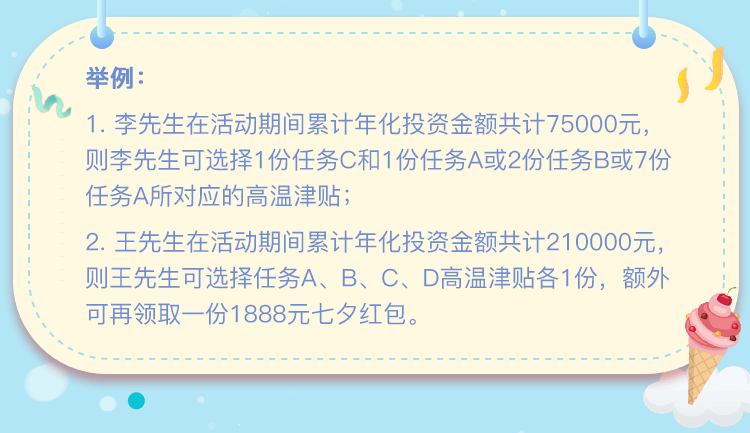 举例：
1. 李先生在活动期间累计年化投资金额共计75000元，
则李先生可选择1份任务C和1份任务A或2份任务B或7份
任务A所对应的高温津贴；
2. 王先生在活动期间累计年化投资金额共计210000元，
则王先生可选择任务A、B、C、D高温津贴各1份，额外
可再领取一份1888元七夕红包。